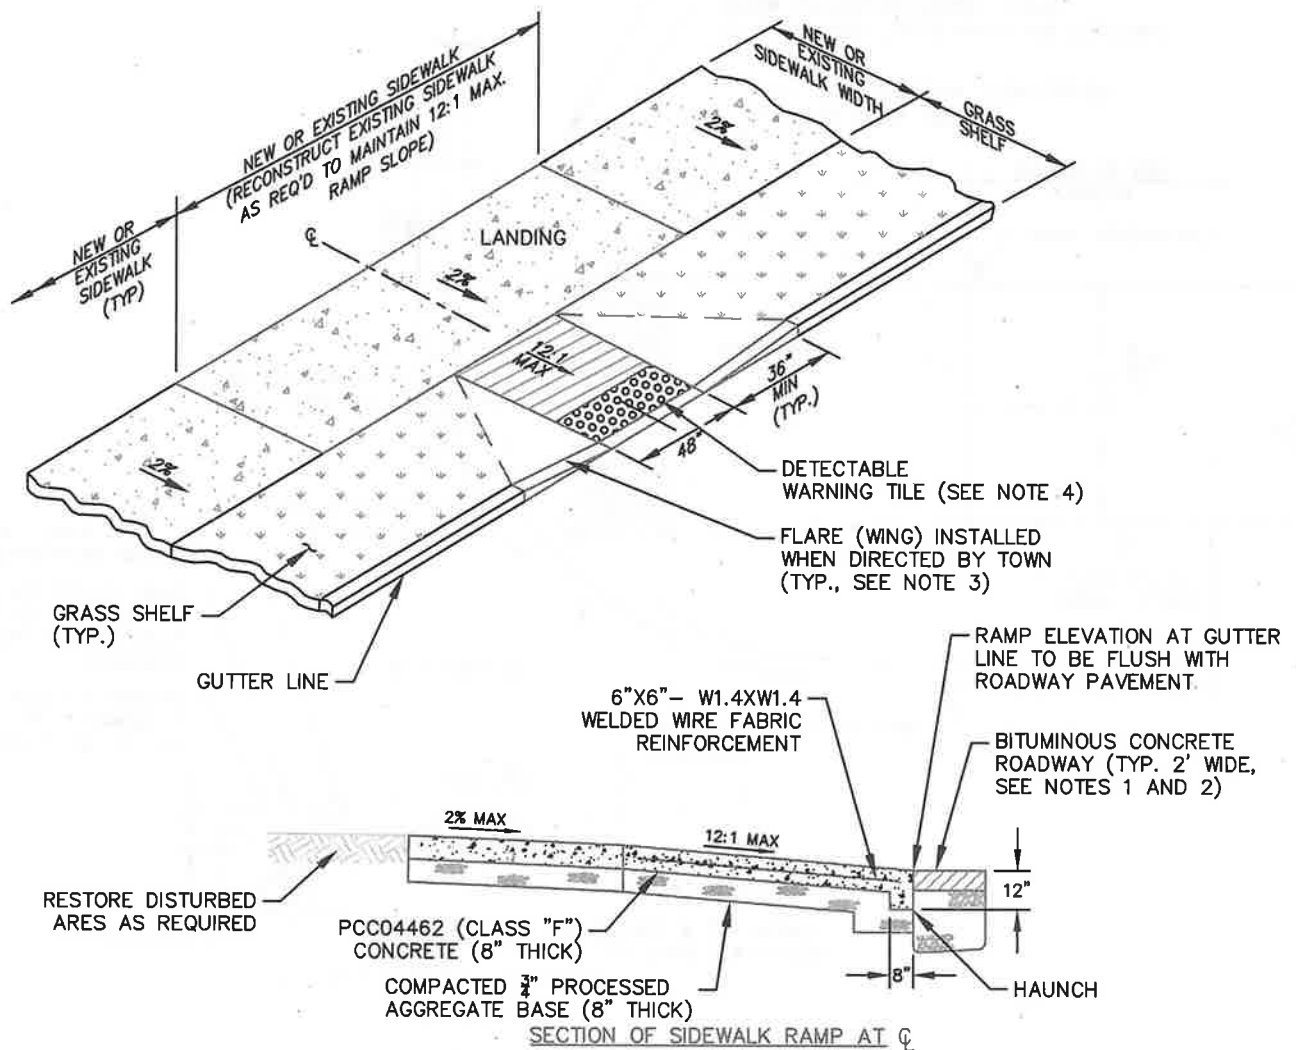 NEW OR EXISTING SIDEWALK
(RECONSTRUCT EXISTING SIDEWALK
AS REQ'D TO MAINTAIN 12:1 MAX.
RAMP SLOPE)
NEW OR
EXISTING
SIDEWALK
(TYP)
NEW OR
EXISTING
SIDEWALK WIDTH
GRASS
SHELF
2%
℄
LANDING
2%
12:1
MAX
36"
MIN
(TYP.)
48"
2%
DETECTABLE
WARNING TILE (SEE NOTE 4)
FLARE (WING) INSTALLED
WHEN DIRECTED BY TOWN
(TYP., SEE NOTE 3)
GRASS SHELF
(TYP.)
GUTTER LINE
RAMP ELEVATION AT GUTTER
LINE TO BE FLUSH WITH
ROADWAY PAVEMENT
6"X6"- W1.4XW1.4
WELDED WIRE FABRIC
REINFORCEMENT
BITUMINOUS CONCRETE
ROADWAY (TYP. 2' WIDE,
SEE NOTES 1 AND 2)
2% MAX
12:1 MAX
12"
RESTORE DISTURBED
ARES AS REQUIRED
PCC04462 (CLASS "F")
CONCRETE (8" THICK)
8"
HAUNCH
COMPACTED 3/4" PROCESSED
AGGREGATE BASE (8" THICK)
SECTION OF SIDEWALK RAMP AT ℄